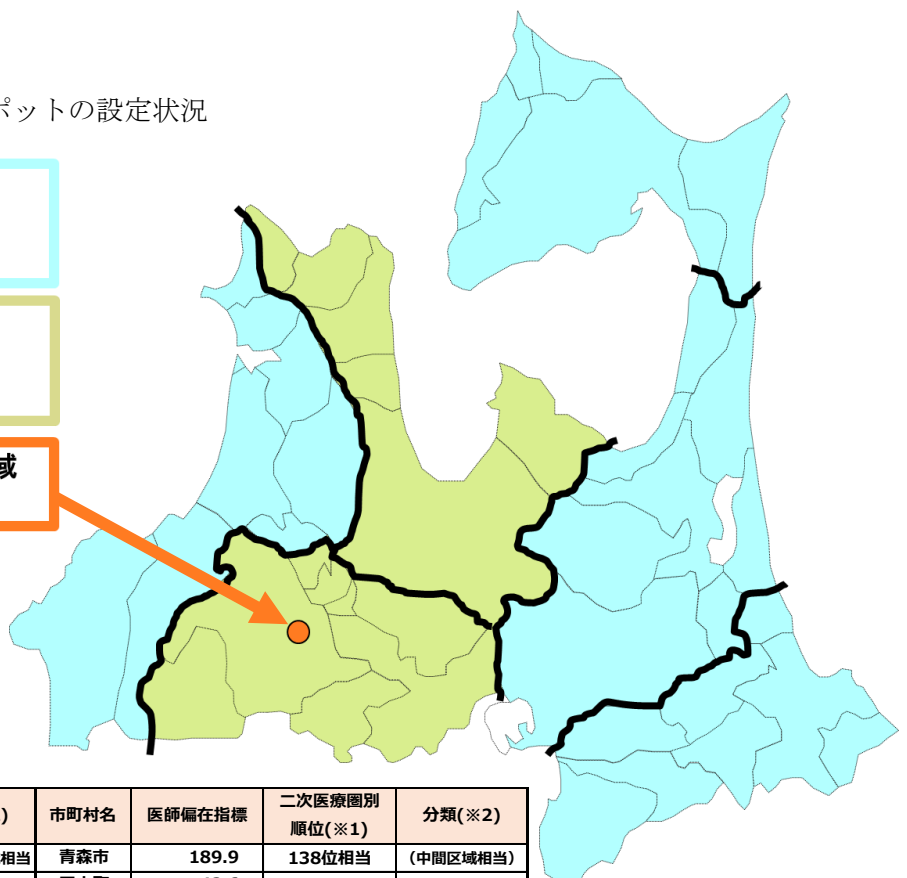 ポットの設定状況
域
) 市町村名 医師偏在指標 二次医療圏別順位(※1) 分類(※2)
相当 青森市 189.9 138位相当 (中間区域相当)